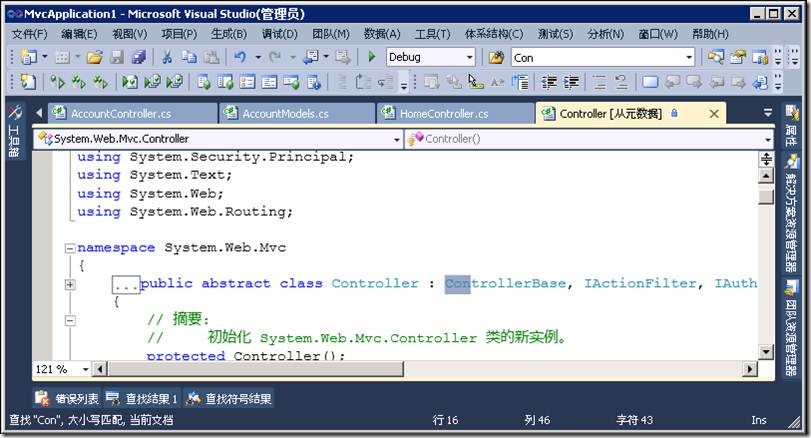 MvcApplication1 - Microsoft Visual Studio(管理员)
文件(F) 编辑(E) 视图(V) 项目(P) 生成(B) 调试(D) 团队(M) 数据(A) 工具(T) 体系结构(C) 测试(S) 分析(N) 窗口(W) 帮助(H)
Debug Con
AccountController.cs AccountModels.cs HomeController.cs Controller [从元数据]
工具箱
System.Web.Mvc.Controller Controller()
using System.Security.Principal;
using System.Text;
using System.Web;
using System.Web.Routing;
namespace System.Web.Mvc
{
...public abstract class Controller : ControllerBase, IActionFilter, IAuth
{
// 摘要:
// 初始化 System.Web.Mvc.Controller 类的新实例。
protected Controller();
属性
解决方案资源管理器
团队资源管理器
121 %
错误列表 查找结果 1 查找符号结果
查找 "Con", 大小写匹配, 当前文档 行 16 列 46 字符 43 Ins